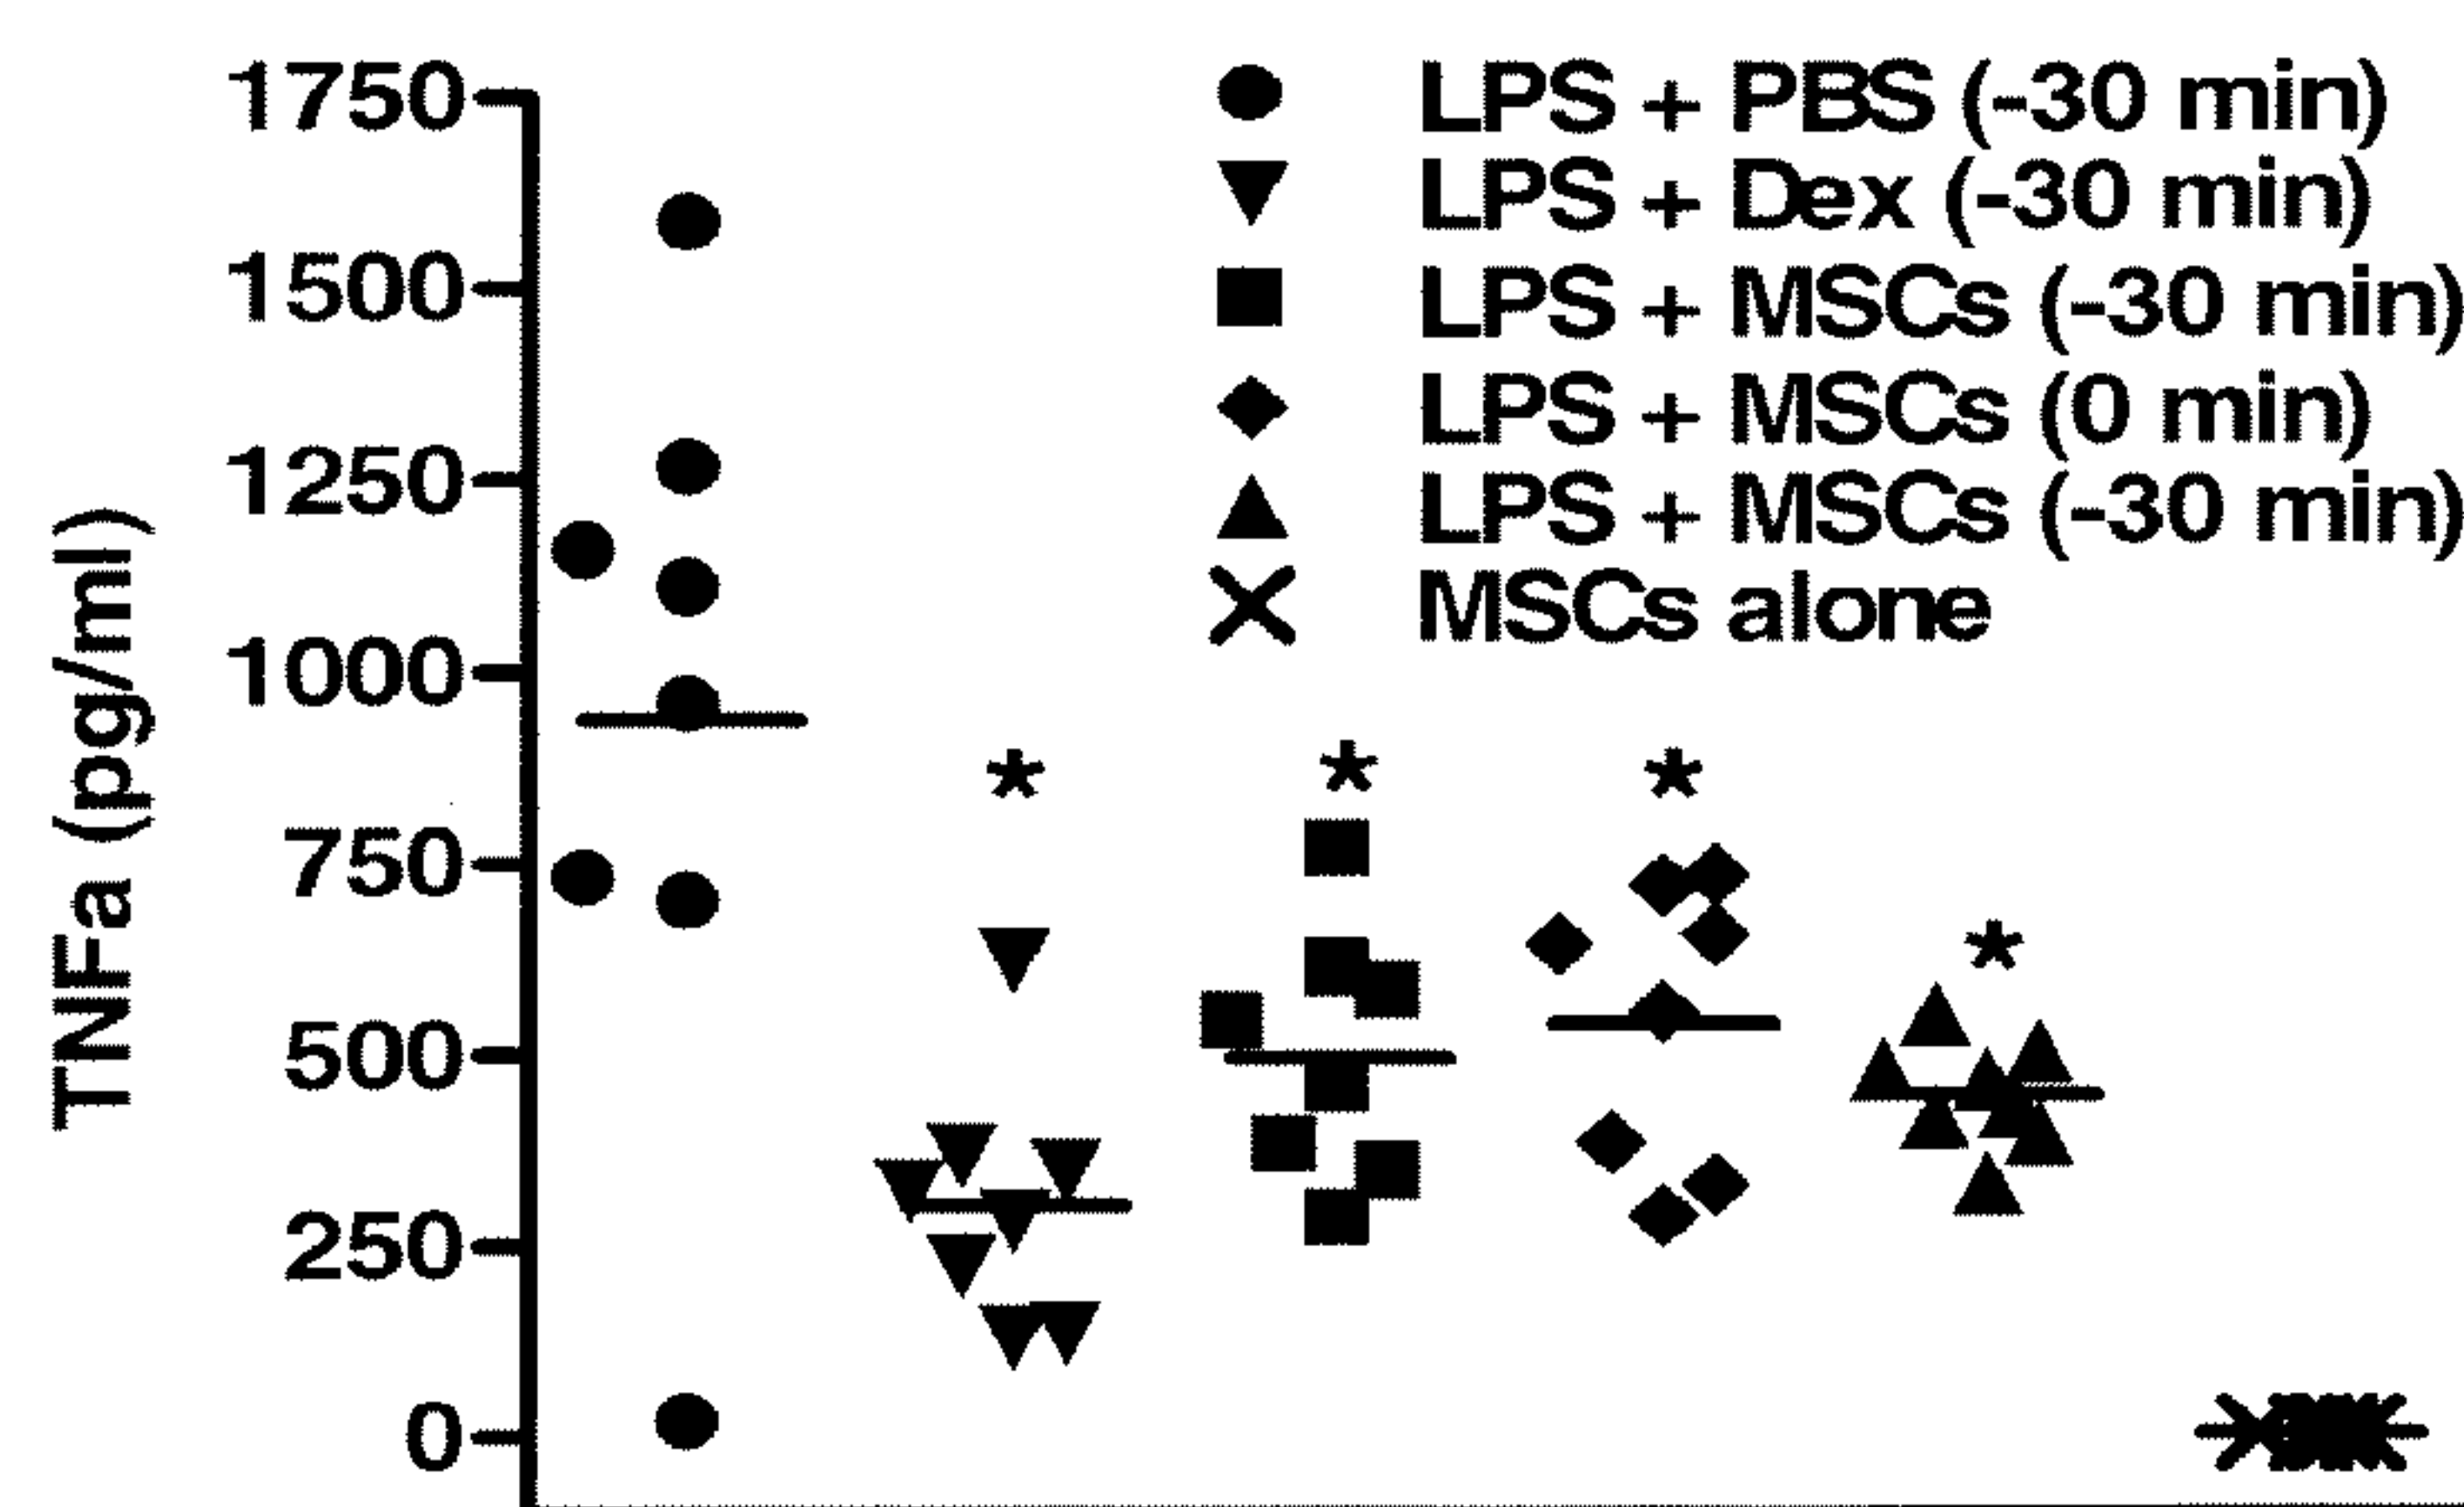 1750
1500
1250
1000
750
500
250
0
TNFa (pg/ml)
LPS + PBS (-30 min)
LPS + Dex (-30 min)
LPS + MSCs (-30 min)
LPS + MSCs (0 min)
LPS + MSCs (-30 min)
MSCs alone
*
*
*
*